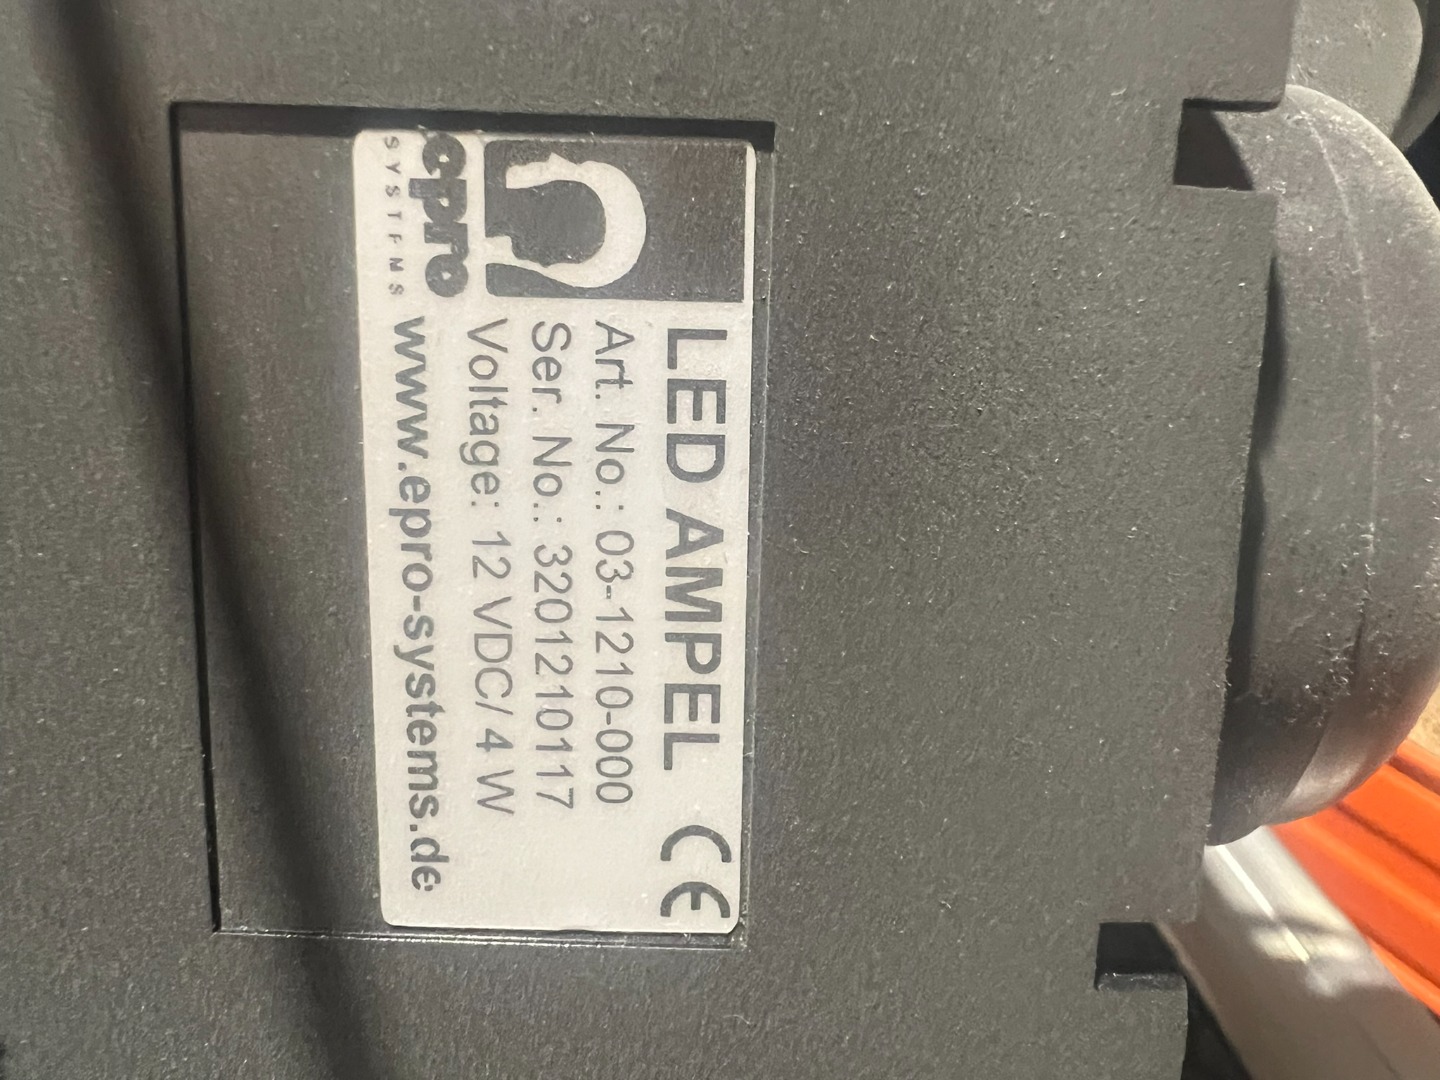 LED AMPEL CE
Art. No.: 03-1210-000
Ser. No.: 3201210117
Voltage: 12 VDC/ 4 W
www.epro-systems.de
epro
SYSTEMS